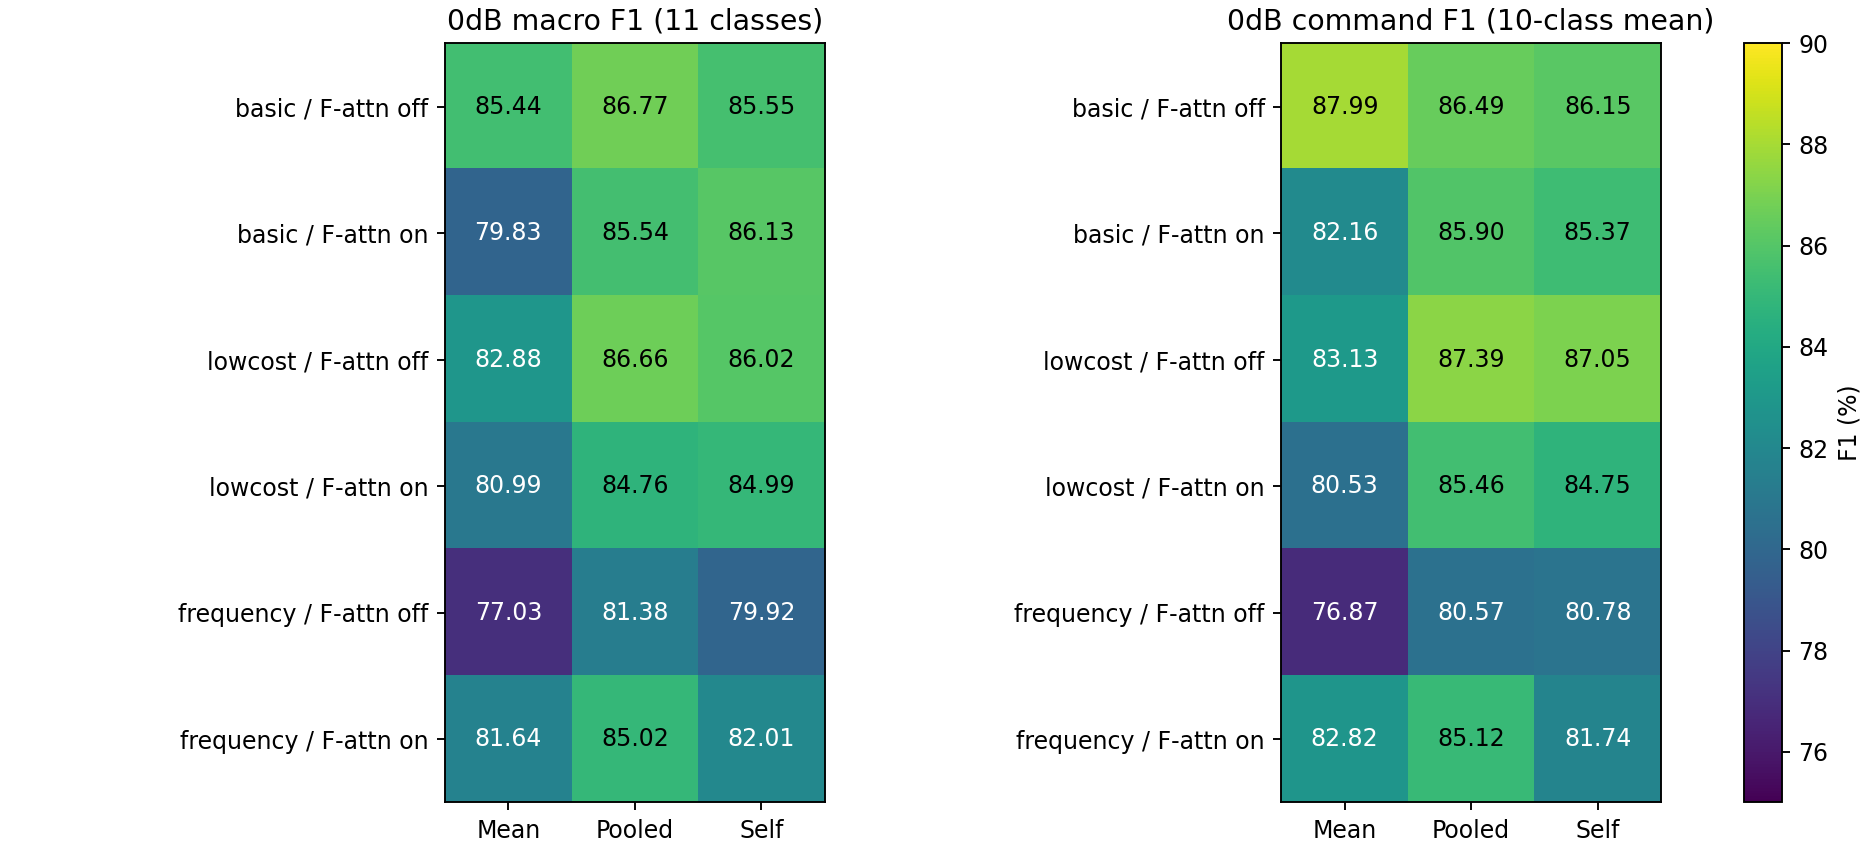 0dB macro F1 (11 classes)
basic / F-attn off 85.44 86.77 85.55
basic / F-attn on 79.83 85.54 86.13
lowcost / F-attn off 82.88 86.66 86.02
lowcost / F-attn on 80.99 84.76 84.99
frequency / F-attn off 77.03 81.38 79.92
frequency / F-attn on 81.64 85.02 82.01
Mean Pooled Self
0dB command F1 (10-class mean)
basic / F-attn off 87.99 86.49 86.15
basic / F-attn on 82.16 85.90 85.37
lowcost / F-attn off 83.13 87.39 87.05
lowcost / F-attn on 80.53 85.46 84.75
frequency / F-attn off 76.87 80.57 80.78
frequency / F-attn on 82.82 85.12 81.74
Mean Pooled Self
90
88
86
84
82
80
78
76
F1 (%)